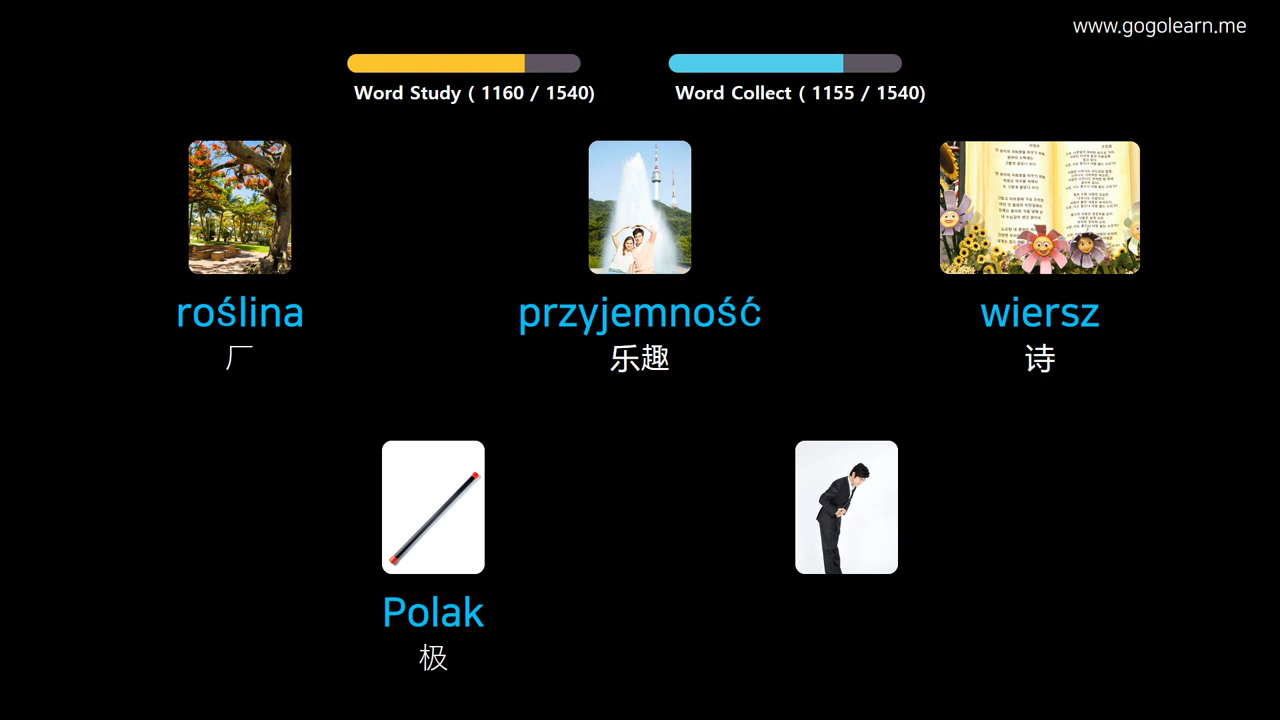 www.gogolearn.me
Word Study ( 1160 / 1540)
Word Collect ( 1155 / 1540)
roślina
przyjemność
wiersz
厂
乐趣
诗
Polak
极